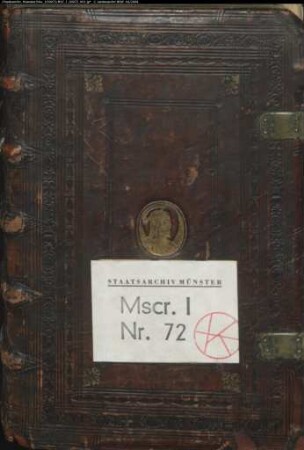 STAATSARCHIV MÜNSTER
Mscr. I
Nr. 72